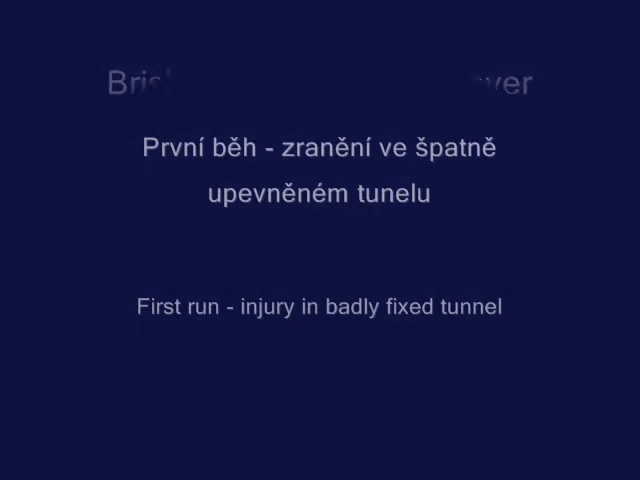 První běh - zranění ve špatně
upevněném tunelu
First run - injury in badly fixed tunnel